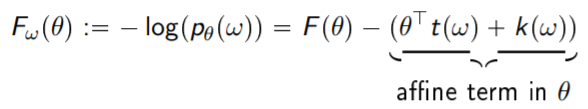 F_ω(θ) := − log(p_θ(ω)) = F(θ) − (θ^⊤ t(ω) + k(ω))
affine term in θ